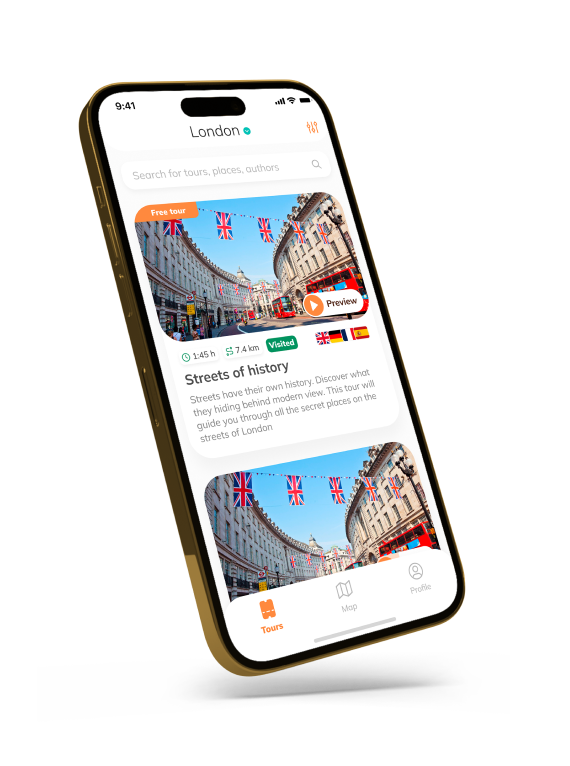 9:41
London
Search for tours, places, authors
Free tour
Preview
1:45 h
7.4 km
Visited
Streets of history
Streets have their own history. Discover what
they hiding behind modern view. This tour will
guide you through all the secret places on the
streets of London
Tours
Map
Profile